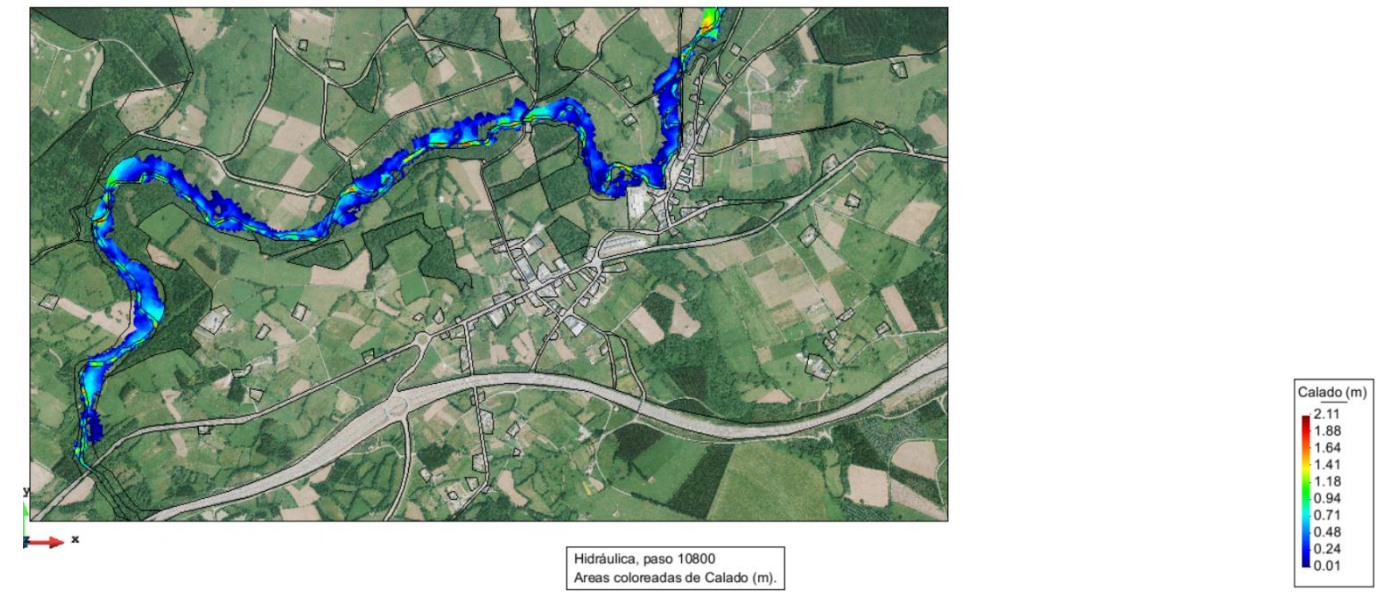 Calado (m)
2.11
1.88
1.64
1.41
1.18
0.94
0.71
0.48
0.24
0.01
y
x
Hidráulica, paso 10800
Areas coloreadas de Calado (m).